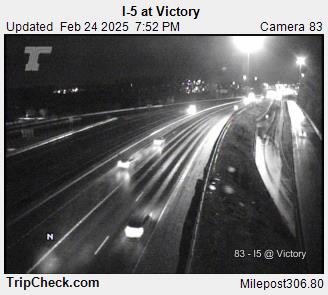 I-5 at Victory
Updated Feb 24 2025 7:52 PM Camera 83
T
N
83 - I5 @ Victory
TripCheck.com Milepost306.80